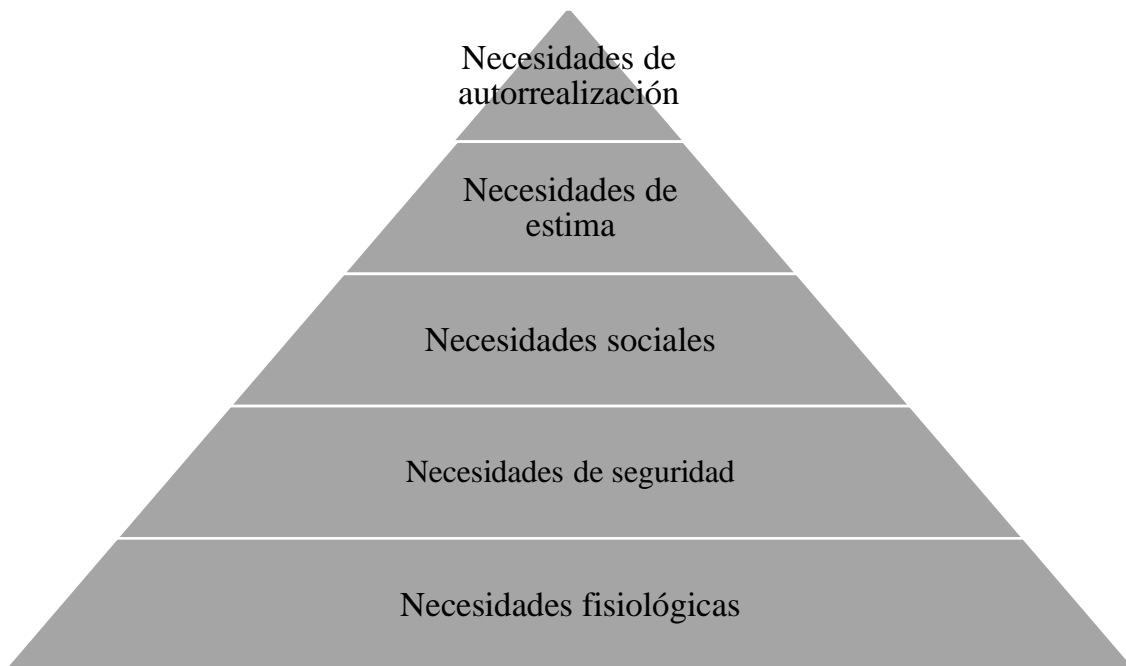 Necesidades de
autorrealización
Necesidades de
estima
Necesidades sociales
Necesidades de seguridad
Necesidades fisiológicas